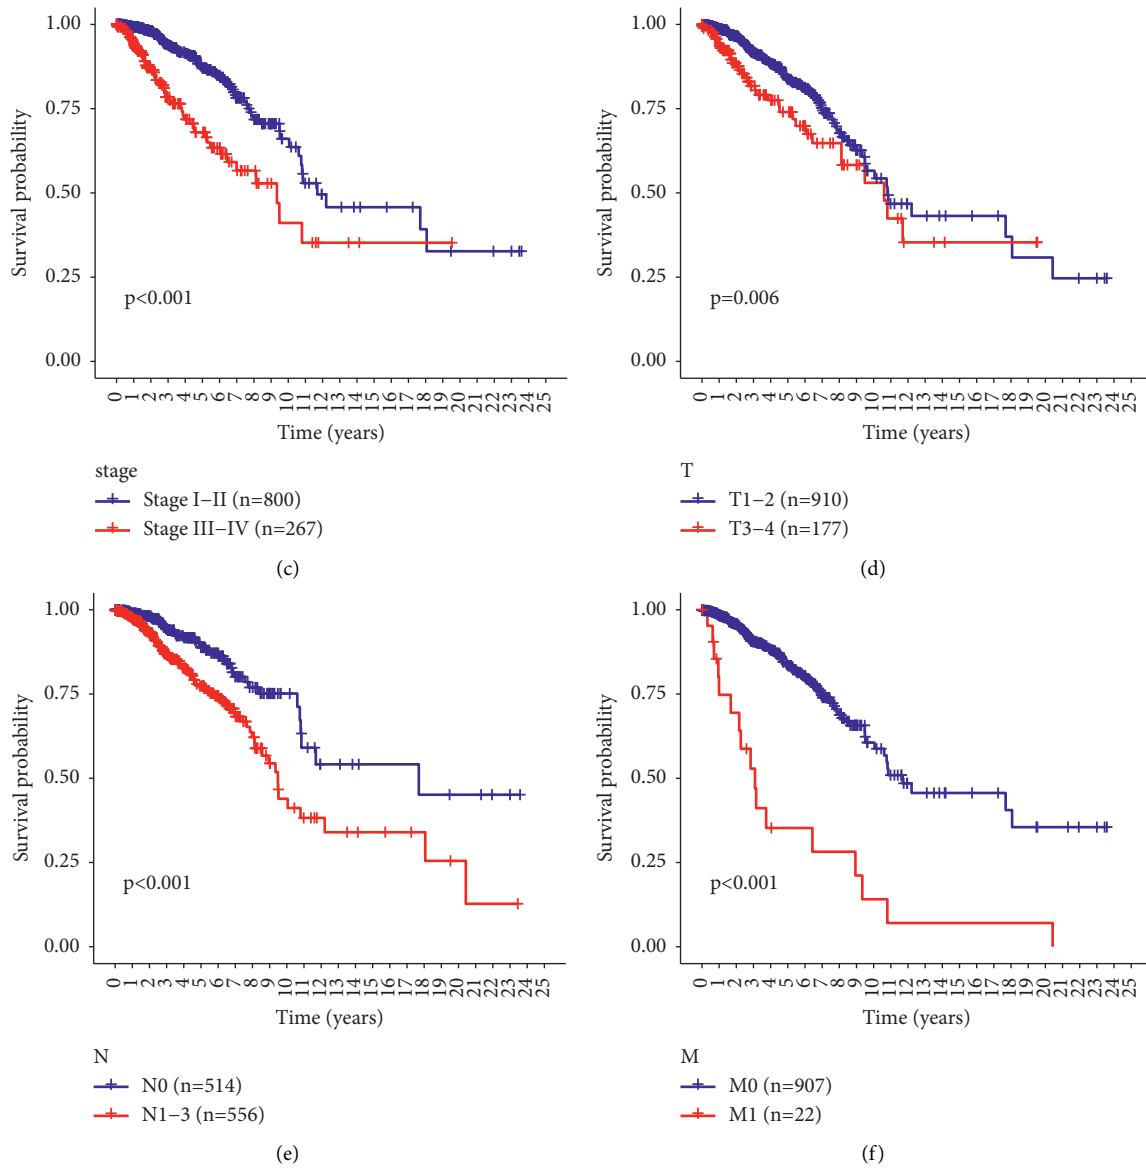 1.00
0.75
0.50
0.25
0.00
Survival probability
p<0.001
0 1 2 3 4 5 6 7 8 9 10 11 12 13 14 15 16 17 18 19 20 21 22 23 24 25
Time (years)
stage
Stage I−II (n=800)
Stage III−IV (n=267)
(c)
1.00
0.75
0.50
0.25
0.00
Survival probability
p=0.006
0 1 2 3 4 5 6 7 8 9 10 11 12 13 14 15 16 17 18 19 20 21 22 23 24 25
Time (years)
T
T1−2 (n=910)
T3−4 (n=177)
(d)
1.00
0.75
0.50
0.25
0.00
Survival probability
p<0.001
0 1 2 3 4 5 6 7 8 9 10 11 12 13 14 15 16 17 18 19 20 21 22 23 24 25
Time (years)
N
N0 (n=514)
N1−3 (n=556)
(e)
1.00
0.75
0.50
0.25
0.00
Survival probability
p<0.001
0 1 2 3 4 5 6 7 8 9 10 11 12 13 14 15 16 17 18 19 20 21 22 23 24 25
Time (years)
M
M0 (n=907)
M1 (n=22)
(f)